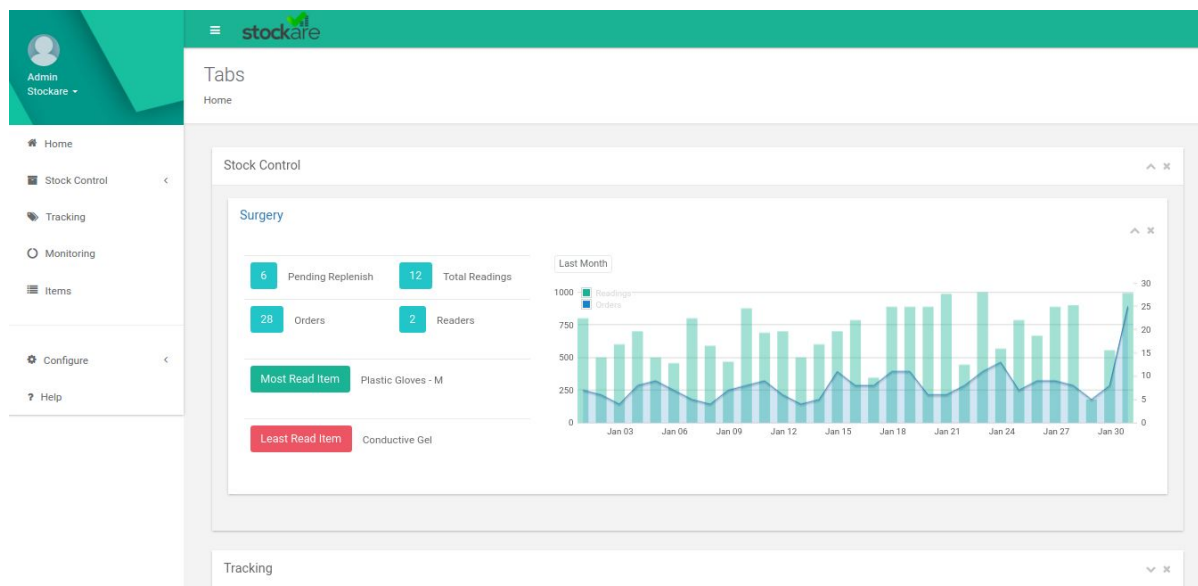 stockare
Admin
Stockare
Tabs
Home
Home
Stock Control
Tracking
Monitoring
Items
Configure
Help
Stock Control
Surgery
6 Pending Replenish 12 Total Readings
28 Orders 2 Readers
Most Read Item Plastic Gloves - M
Least Read Item Conductive Gel
Last Month
Readings
Orders
1000
750
500
250
0
30
25
20
15
10
5
0
Jan 03 Jan 06 Jan 09 Jan 12 Jan 15 Jan 18 Jan 21 Jan 24 Jan 27 Jan 30
Tracking